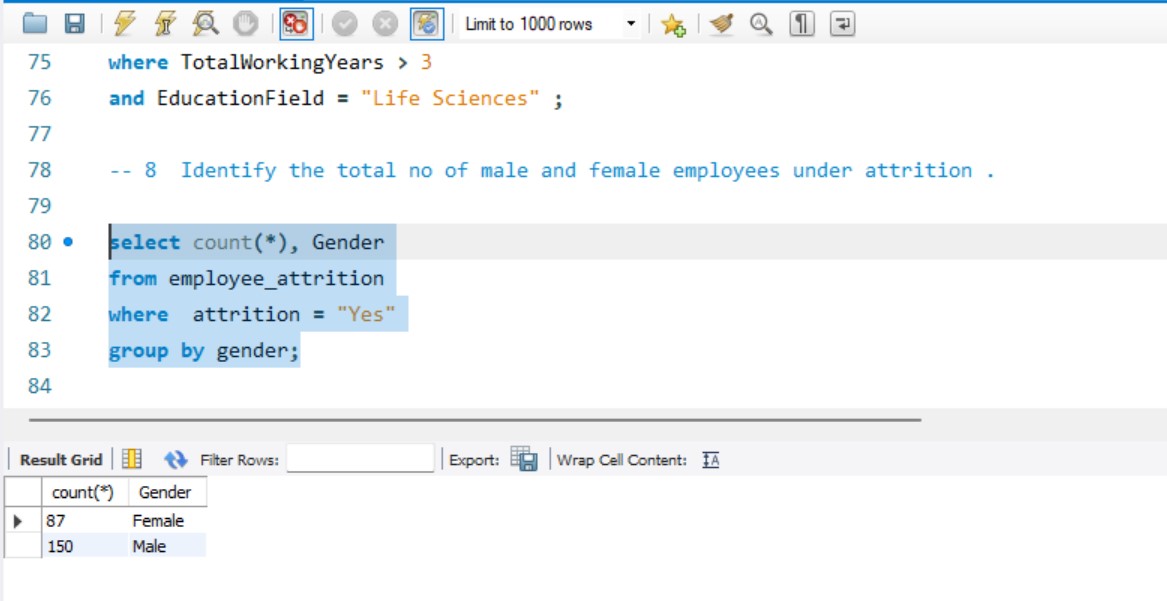 Limit to 1000 rows
75 where TotalWorkingYears > 3
76 and EducationField = "Life Sciences" ;
77
78 -- 8  Identify the total no of male and female employees under attrition .
79
80 select count(*), Gender
81 from employee_attrition
82 where  attrition = "Yes"
83 group by gender;
84
Result Grid Filter Rows: Export: Wrap Cell Content:
count(*) Gender
87 Female
150 Male